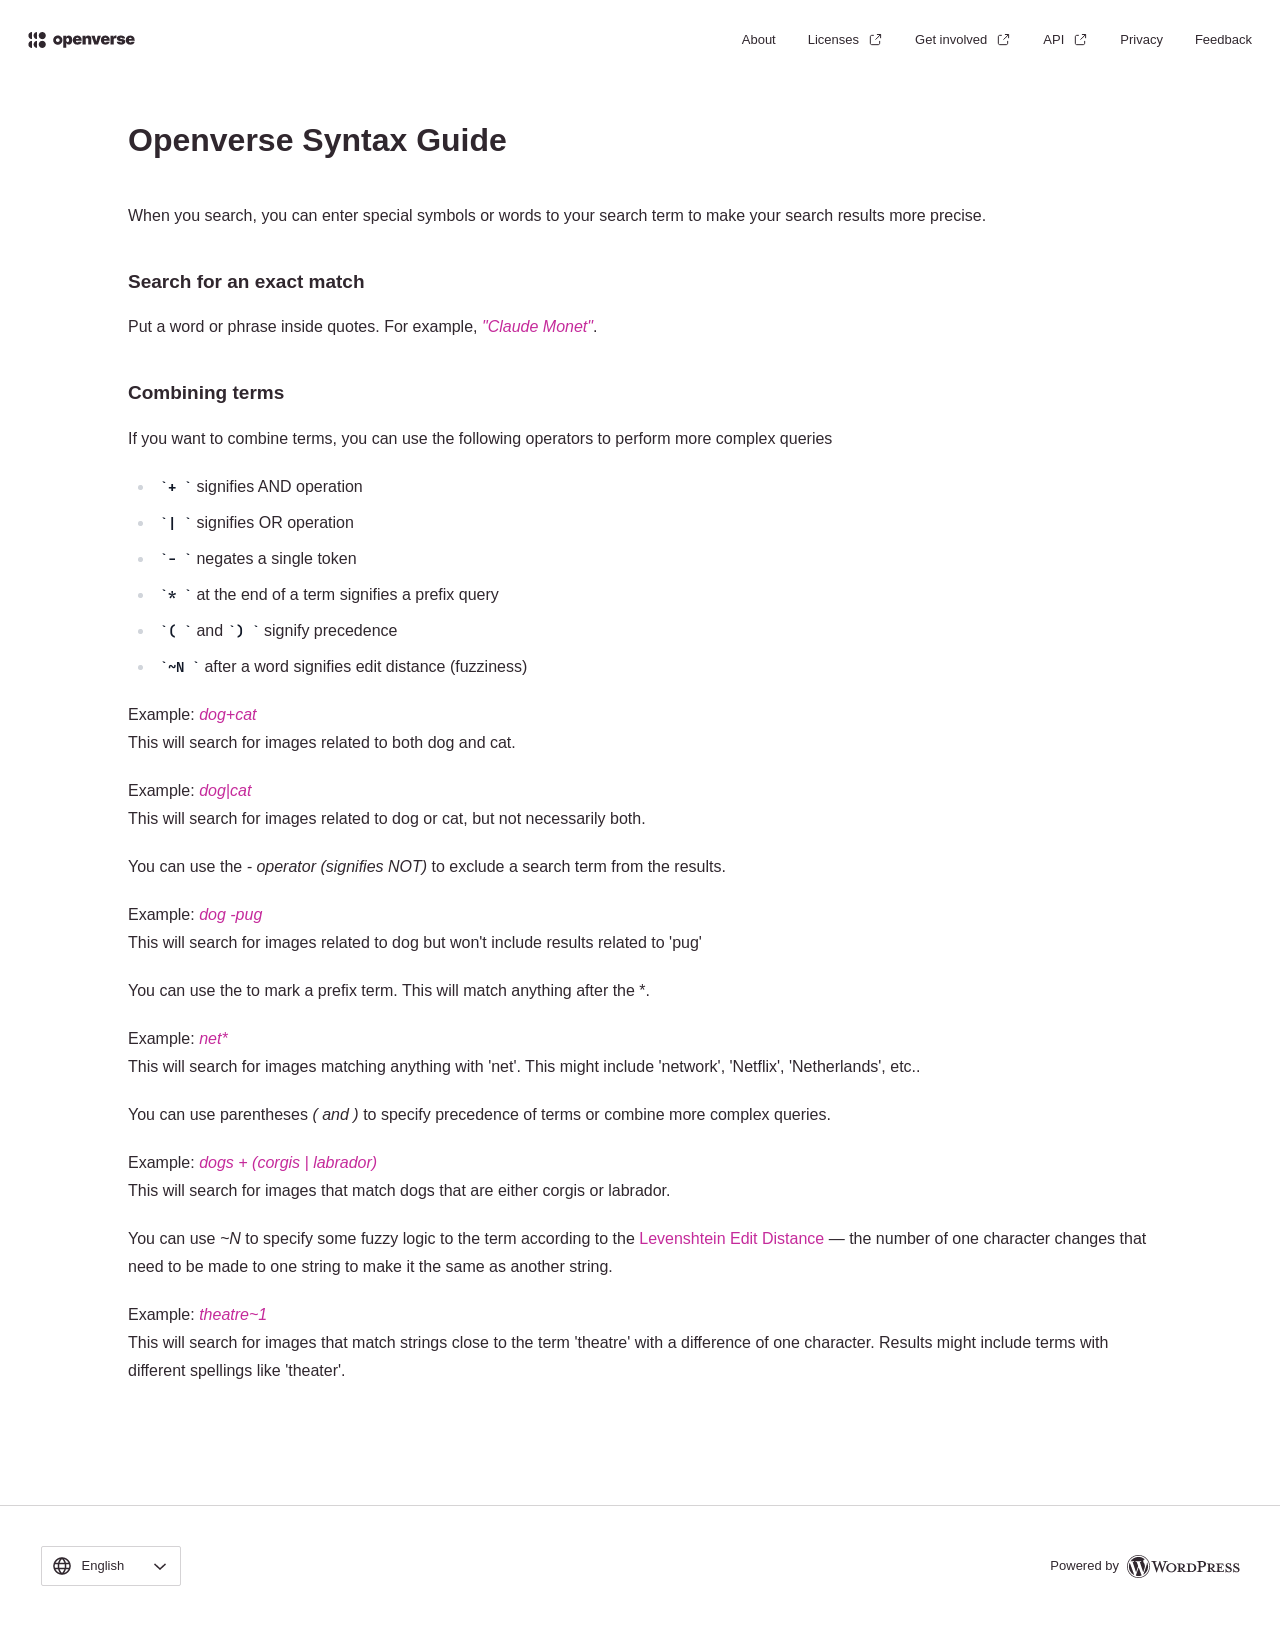 openverse
About Licenses Get involved API Privacy Feedback
Openverse Syntax Guide
When you search, you can enter special symbols or words to your search term to make your search results more precise.
Search for an exact match
Put a word or phrase inside quotes. For example, "Claude Monet".
Combining terms
If you want to combine terms, you can use the following operators to perform more complex queries
`+ ` signifies AND operation
`| ` signifies OR operation
`- ` negates a single token
`* ` at the end of a term signifies a prefix query
`( ` and `) ` signify precedence
`~N ` after a word signifies edit distance (fuzziness)
Example: dog+cat
This will search for images related to both dog and cat.
Example: dog|cat
This will search for images related to dog or cat, but not necessarily both.
You can use the - operator (signifies NOT) to exclude a search term from the results.
Example: dog -pug
This will search for images related to dog but won't include results related to 'pug'
You can use the to mark a prefix term. This will match anything after the *.
Example: net*
This will search for images matching anything with 'net'. This might include 'network', 'Netflix', 'Netherlands', etc..
You can use parentheses ( and ) to specify precedence of terms or combine more complex queries.
Example: dogs + (corgis | labrador)
This will search for images that match dogs that are either corgis or labrador.
You can use ~N to specify some fuzzy logic to the term according to the Levenshtein Edit Distance — the number of one character changes that
need to be made to one string to make it the same as another string.
Example: theatre~1
This will search for images that match strings close to the term 'theatre' with a difference of one character. Results might include terms with
different spellings like 'theater'.
English
Powered by WORDPRESS